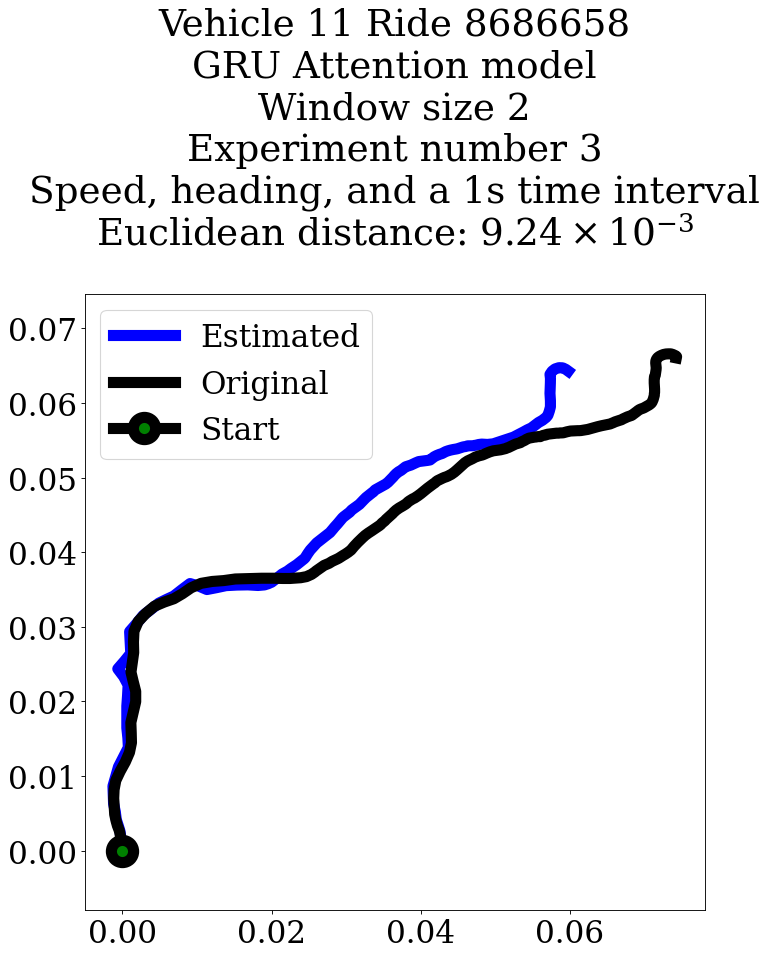 Vehicle 11 Ride 8686658
GRU Attention model
Window size 2
Experiment number 3
Speed, heading, and a 1s time interval
Euclidean distance: 9.24 × 10⁻³
Estimated
Original
Start
0.07
0.06
0.05
0.04
0.03
0.02
0.01
0.00
0.00 0.02 0.04 0.06